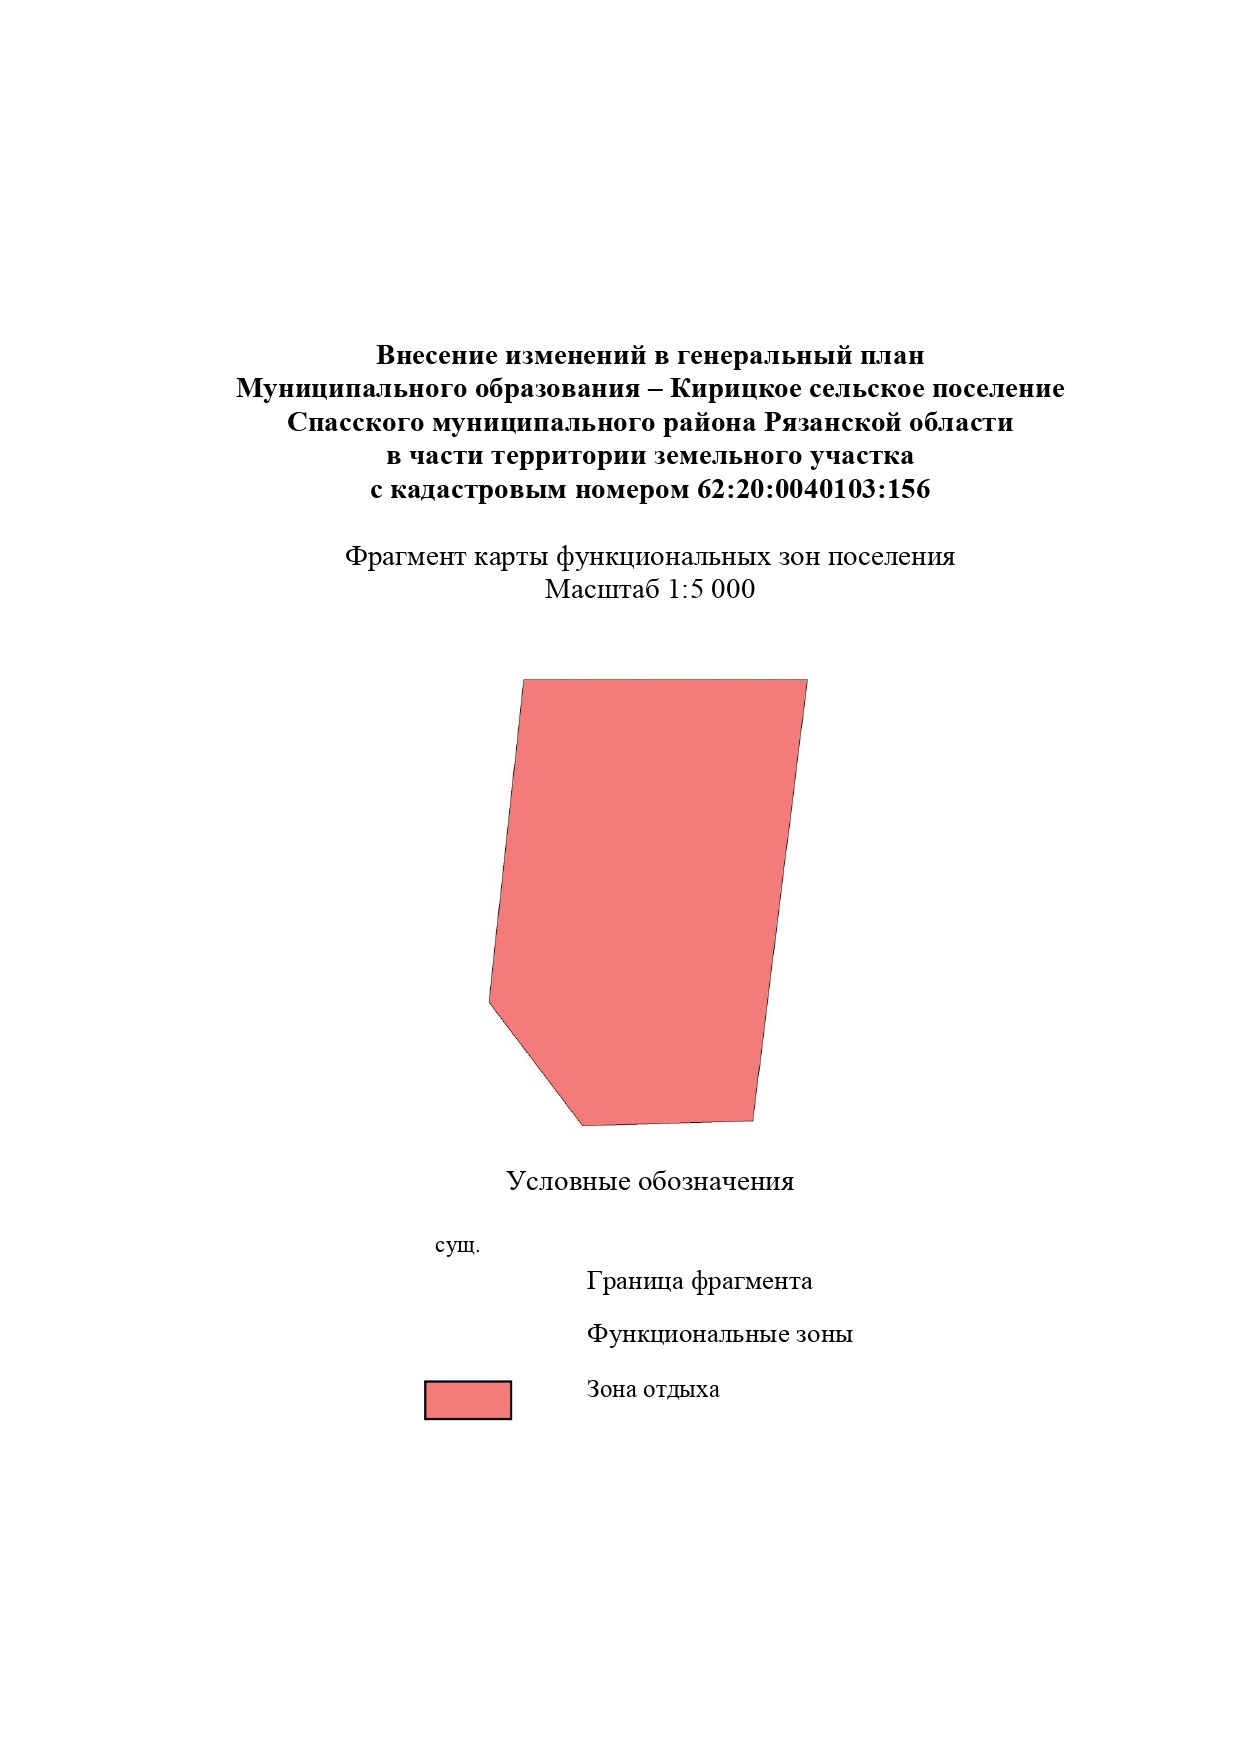 Внесение изменений в генеральный план
Муниципального образования – Кирицкое сельское поселение
Спасского муниципального района Рязанской области
в части территории земельного участка
с кадастровым номером 62:20:0040103:156
Фрагмент карты функциональных зон поселения
Масштаб 1:5 000
Условные обозначения
сущ.
Граница фрагмента
Функциональные зоны
Зона отдыха